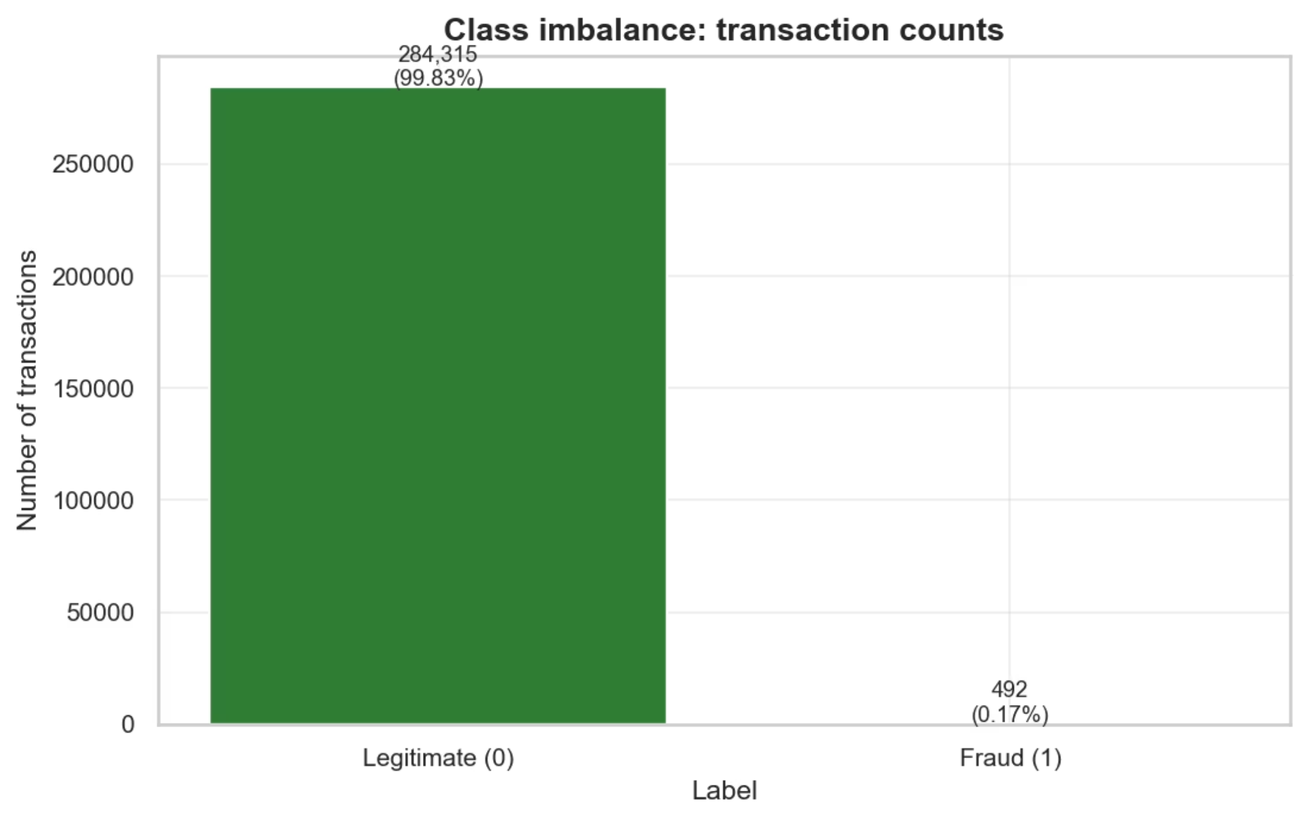 Class imbalance: transaction counts
284,315
(99.83%)
250000
200000
150000
100000
50000
0
Number of transactions
492
(0.17%)
Legitimate (0)
Fraud (1)
Label